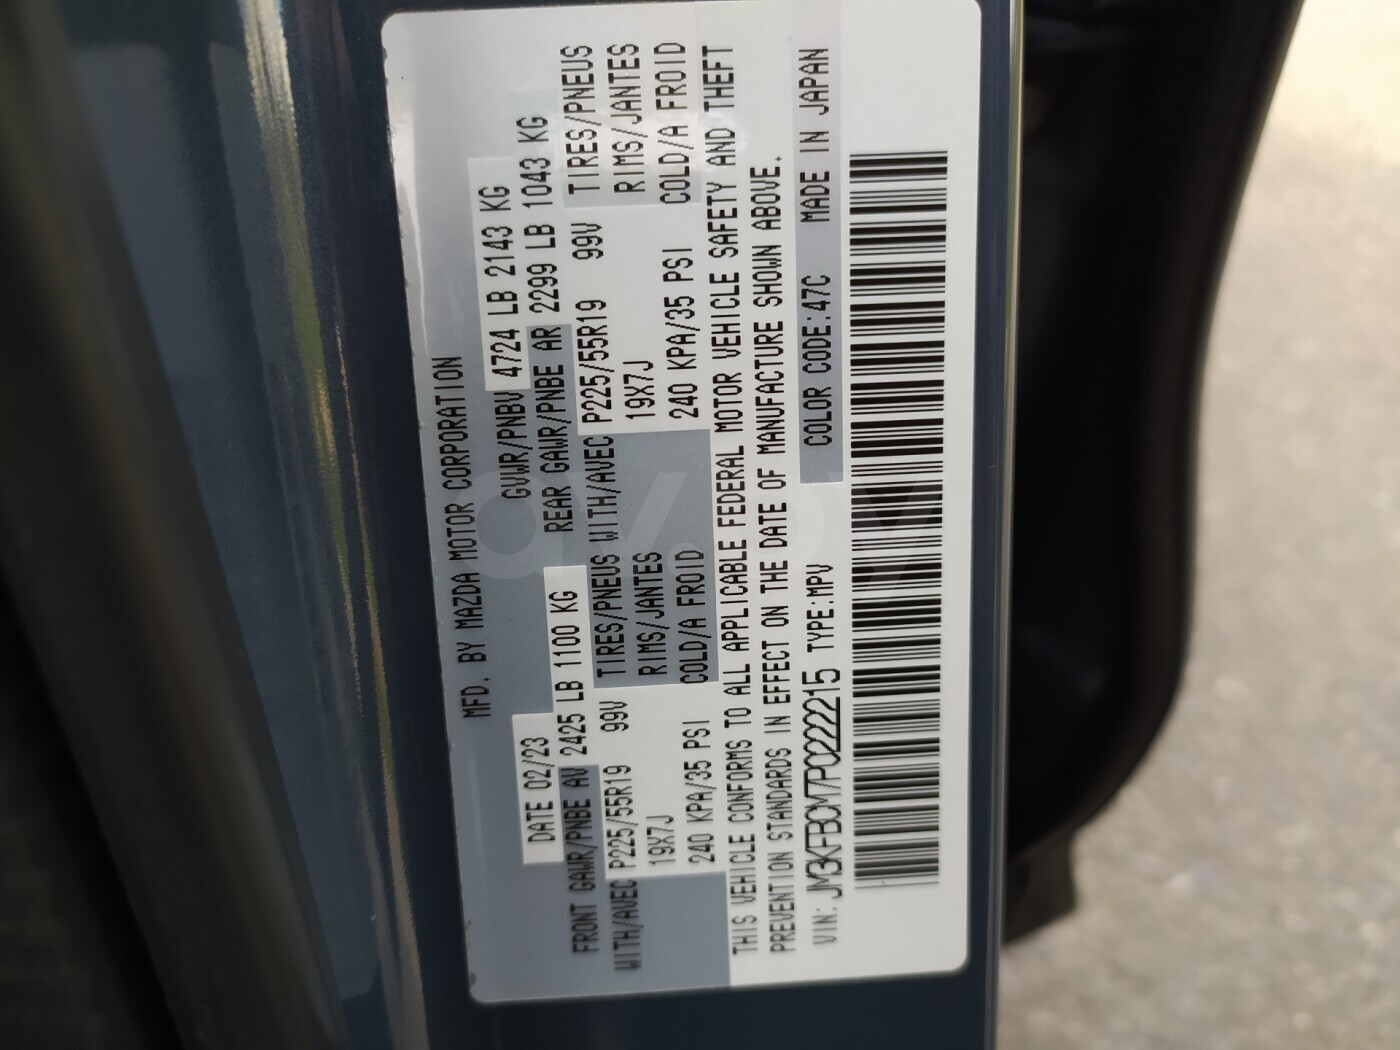 MFD. BY MAZDA MOTOR CORPORATION
DATE 02/23 GVWR/PNBV 4724 LB 2143 KG
FRONT GAWR/PNBE AV 2425 LB 1100 KG REAR GAWR/PNBE AR 2299 LB 1043 KG
WITH/AVEC P225/55R19 99V TIRES/PNEUS WITH/AVEC P225/55R19 99V TIRES/PNEUS
19X7J RIMS/JANTES 19X7J RIMS/JANTES
240 KPA/35 PSI COLD/A FROID 240 KPA/35 PSI COLD/A FROID
THIS VEHICLE CONFORMS TO ALL APPLICABLE FEDERAL MOTOR VEHICLE SAFETY AND THEFT
PREVENTION STANDARDS IN EFFECT ON THE DATE OF MANUFACTURE SHOWN ABOVE.
VIN: JM3KFBCM7P0222215 TYPE:MPV COLOR CODE:47C MADE IN JAPAN
av.by